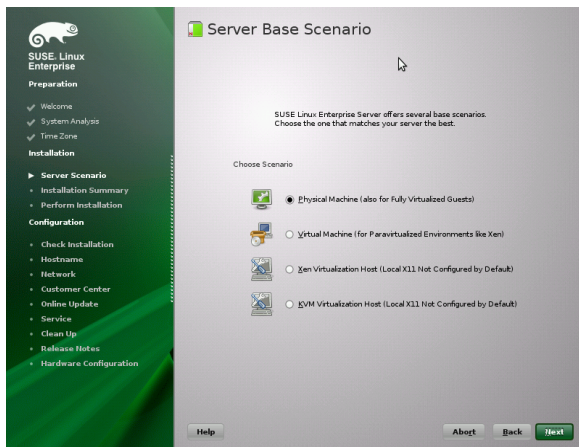 SUSE. Linux
Enterprise
Preparation
Welcome
System Analysis
Time Zone
Installation
Server Scenario
Installation Summary
Perform Installation
Configuration
Check Installation
Hostname
Network
Customer Center
Online Update
Service
Clean Up
Release Notes
Hardware Configuration
Server Base Scenario
SUSE Linux Enterprise Server offers several base scenarios.
Choose the one that matches your server the best.
Choose Scenario
Physical Machine (also for Fully Virtualized Guests)
Virtual Machine (for Paravirtualized Environments like Xen)
Xen Virtualization Host (Local X11 Not Configured by Default)
KVM Virtualization Host (Local X11 Not Configured by Default)
Help
Abort
Back
Next